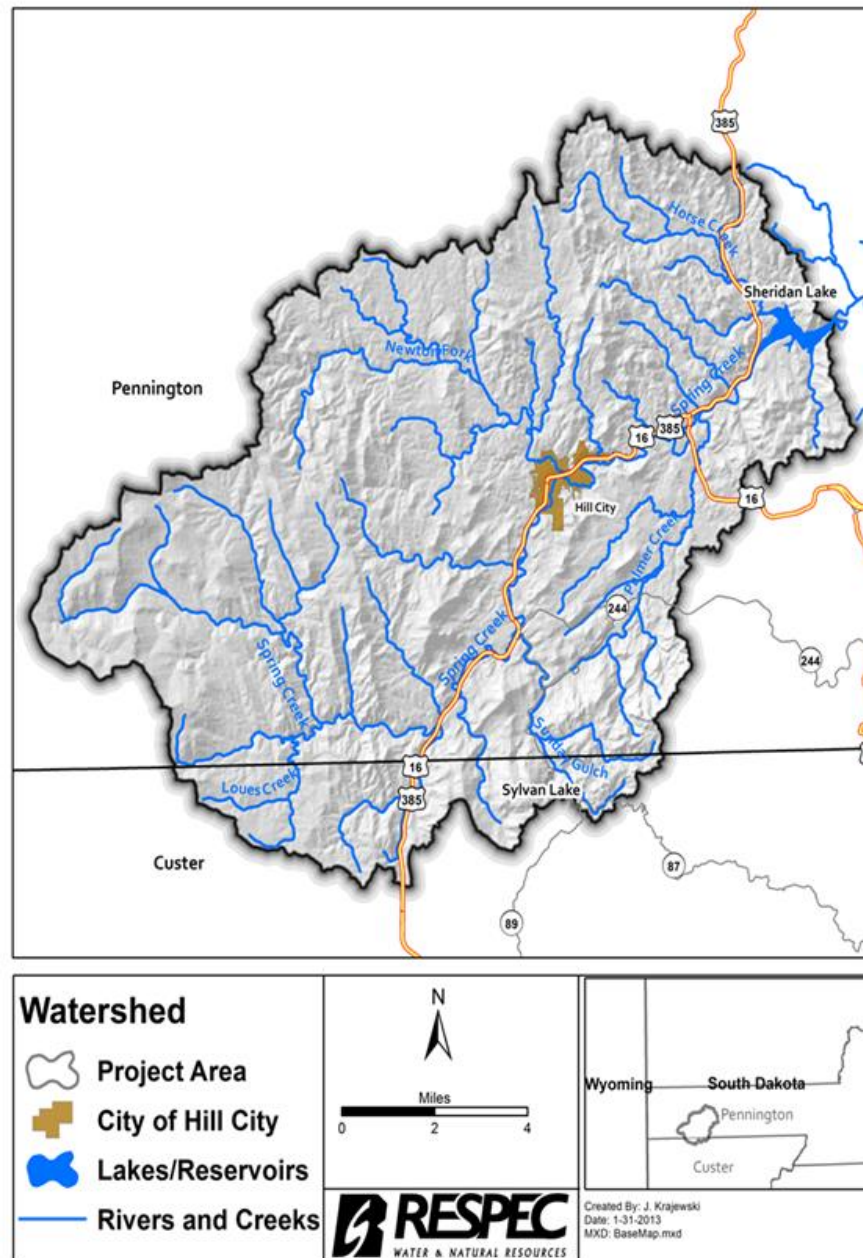 385
Horse Creek
Sheridan Lake
Newton Fork
Pennington
Spring Creek
385
16
16
Hill City
Palmer Creek
244
244
Spring Creek
Spring Creek
Sunday Gulch
16
Loues Creek
385
Sylvan Lake
Custer
87
89
Watershed
Project Area
City of Hill City
Lakes/Reservoirs
Rivers and Creeks
N
Miles
0 2 4
RESPEC
WATER & NATURAL RESOURCES
Wyoming South Dakota
Pennington
Custer
Created By: J. Krajewski
Date: 1-31-2013
MXD: BaseMap.mxd